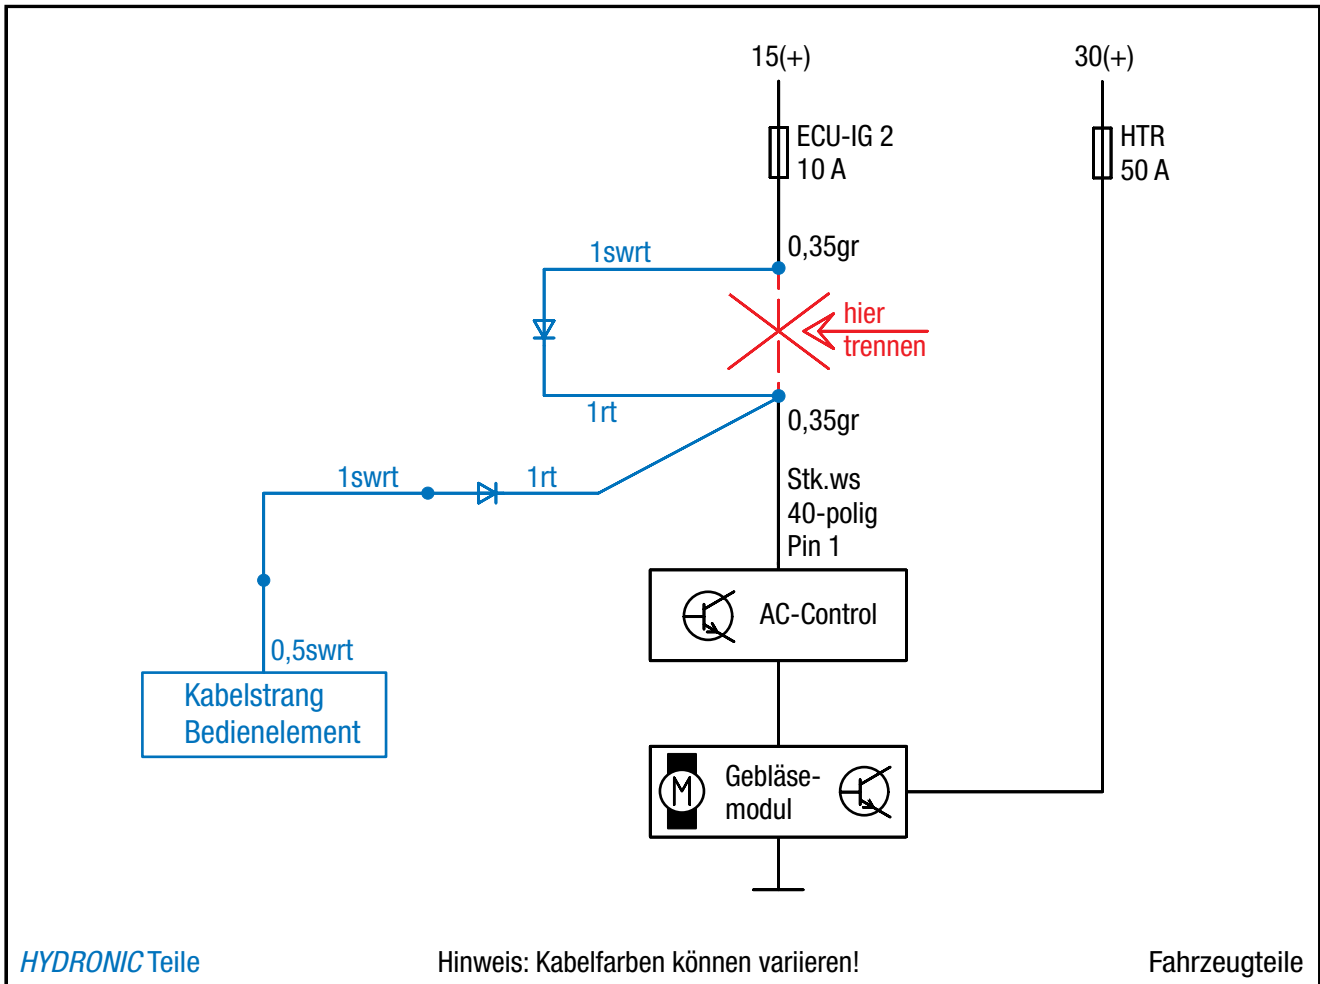 15(+)
30(+)
ECU-IG 2
10 A
HTR
50 A
1swrt
0,35gr
hier
trennen
1rt
0,35gr
1swrt
1rt
Stk.ws
40-polig
Pin 1
AC-Control
0,5swrt
Kabelstrang
Bedienelement
M
Gebläse-
modul
HYDRONIC Teile
Hinweis: Kabelfarben können variieren!
Fahrzeugteile